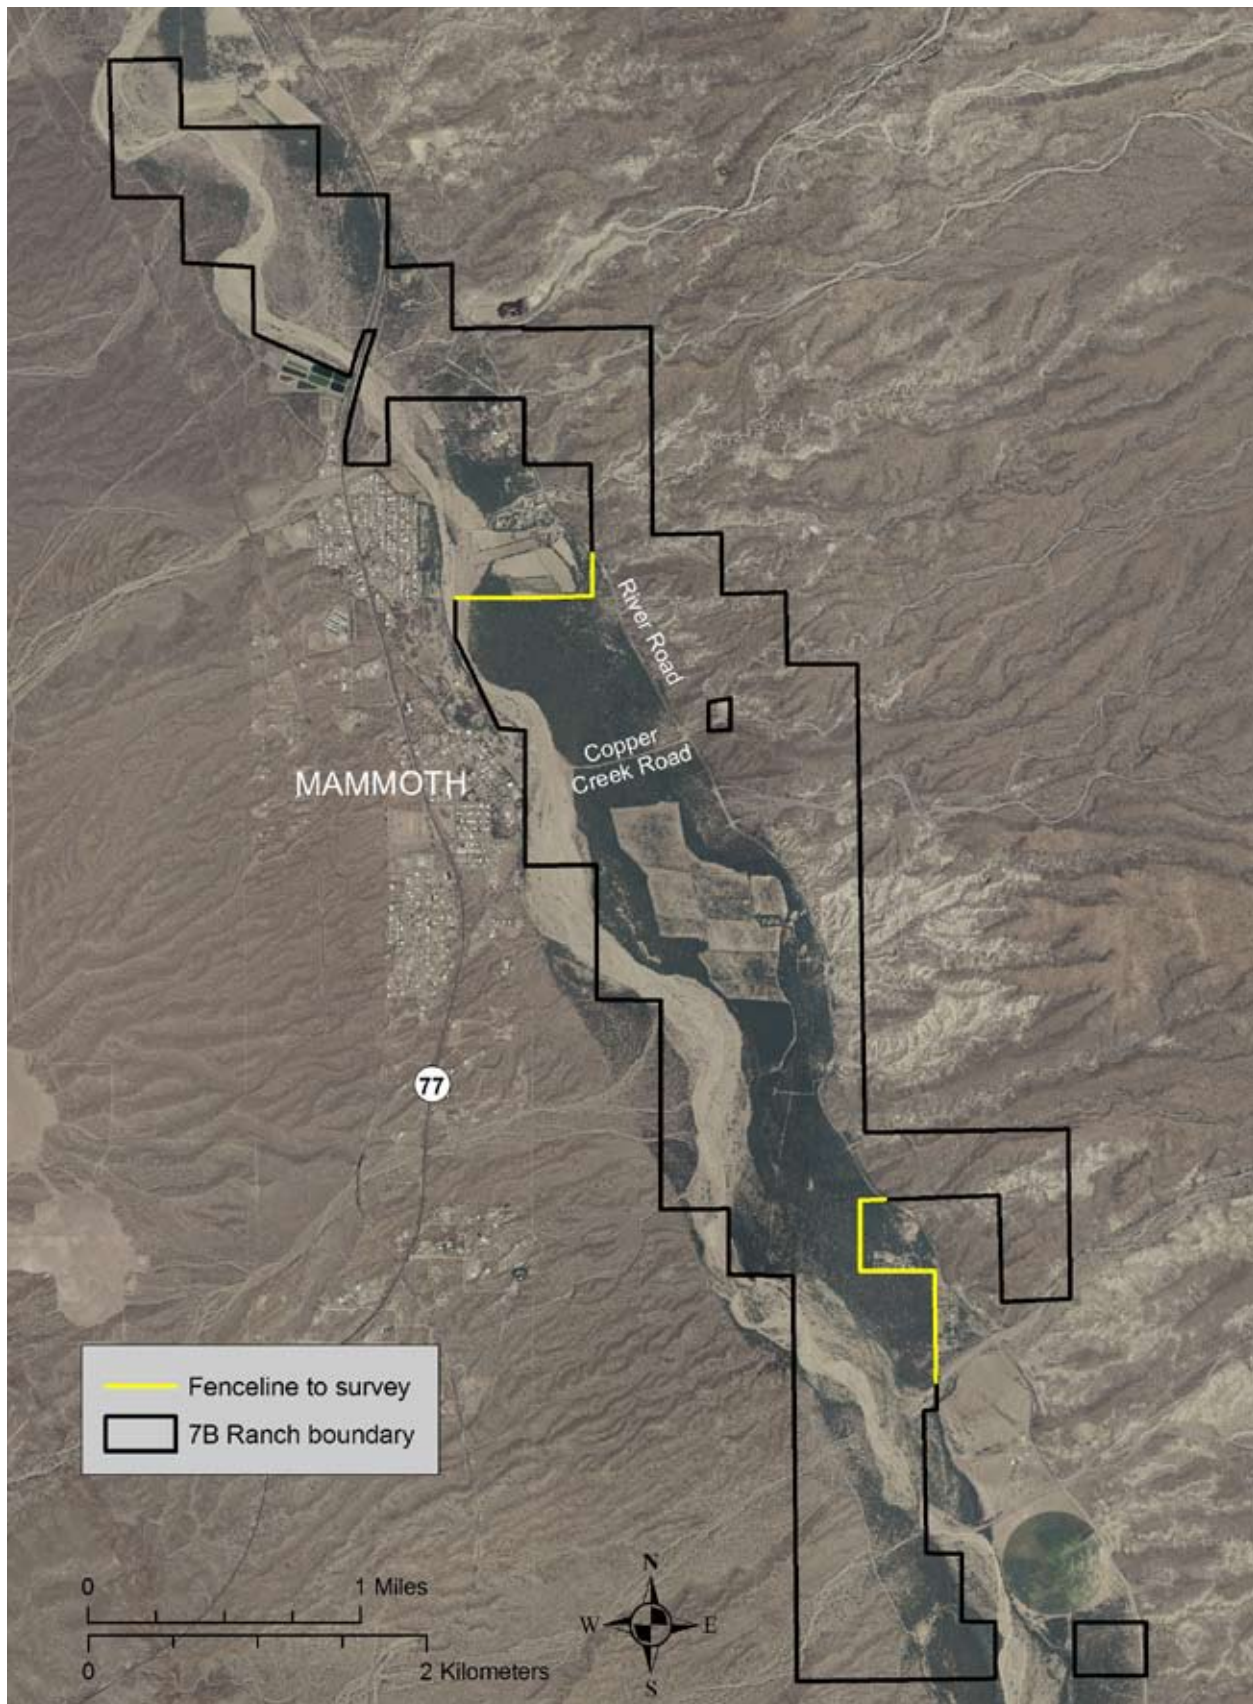 River Road
Copper
Creek Road
MAMMOTH
77
Fenceline to survey
7B Ranch boundary
0 1 Miles
0 2 Kilometers
N
W E
S